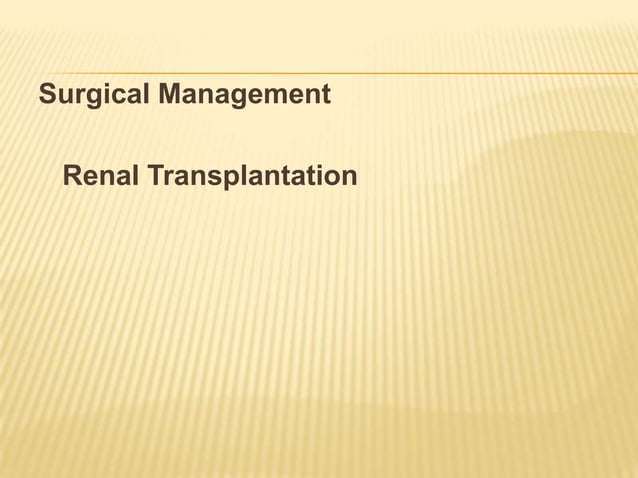 Surgical Management
Renal Transplantation